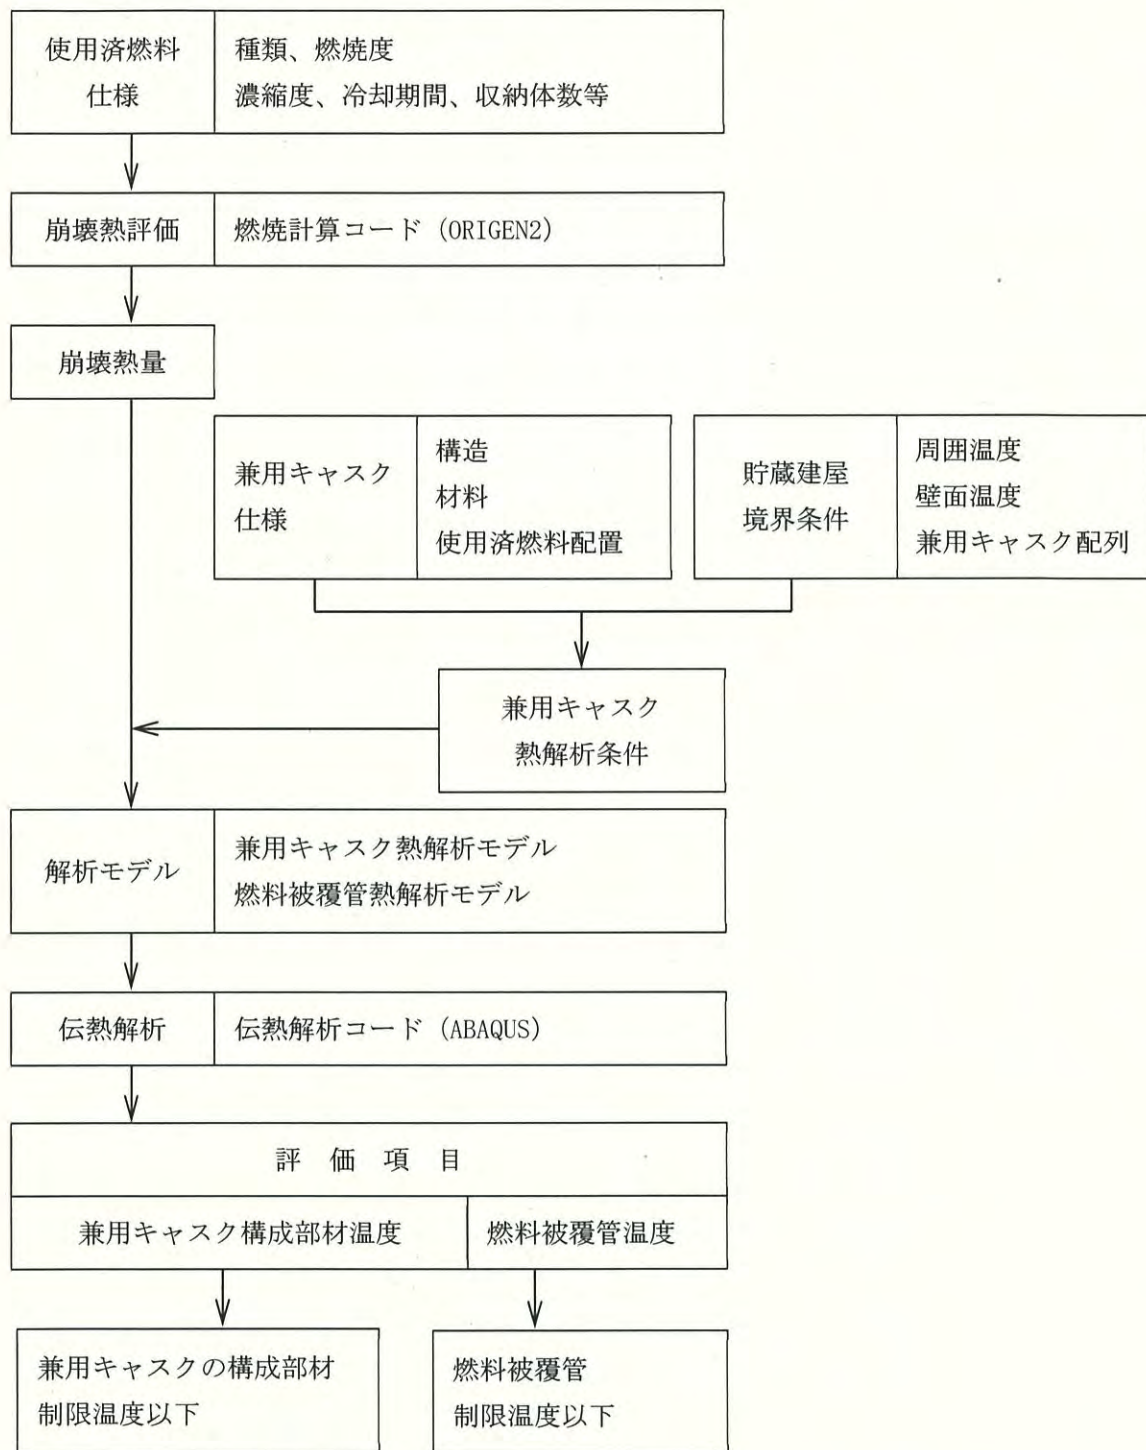 使用済燃料
仕様
種類、燃焼度
濃縮度、冷却期間、収納体数等
崩壊熱評価
燃焼計算コード（ORIGEN2）
崩壊熱量
兼用キャスク
仕様
構造
材料
使用済燃料配置
貯蔵建屋
境界条件
周囲温度
壁面温度
兼用キャスク配列
兼用キャスク
熱解析条件
解析モデル
兼用キャスク熱解析モデル
燃料被覆管熱解析モデル
伝熱解析
伝熱解析コード（ABAQUS）
評 価 項 目
兼用キャスク構成部材温度
燃料被覆管温度
兼用キャスクの構成部材
制限温度以下
燃料被覆管
制限温度以下